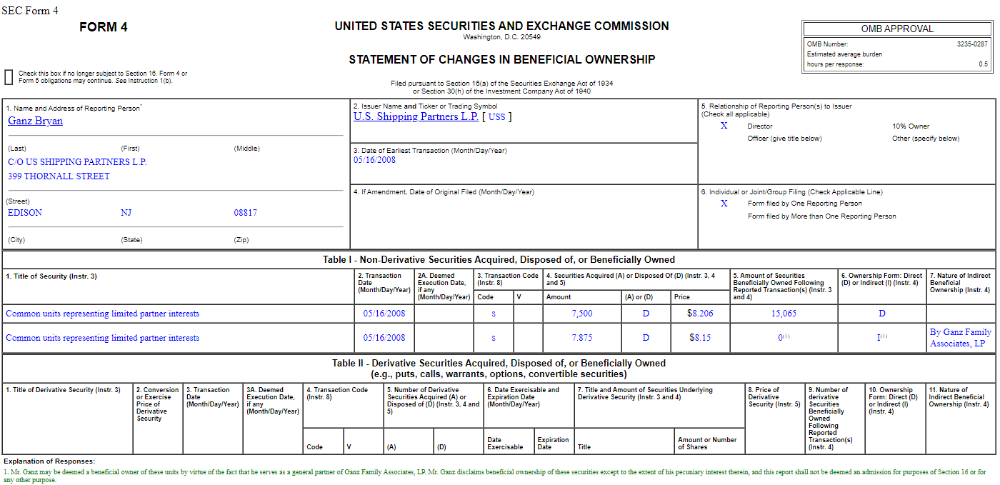 SEC Form 4
FORM 4
UNITED STATES SECURITIES AND EXCHANGE COMMISSION
Washington, D.C. 20549
STATEMENT OF CHANGES IN BENEFICIAL OWNERSHIP
Filed pursuant to Section 16(a) of the Securities Exchange Act of 1934
or Section 30(h) of the Investment Company Act of 1940
OMB APPROVAL
OMB Number: 3235-0287
Estimated average burden
hours per response: 0.5
Check this box if no longer subject to Section 16. Form 4 or
Form 5 obligations may continue. See Instruction 1(b).
1. Name and Address of Reporting Person*
Ganz Bryan
(Last) (First) (Middle)
C/O US SHIPPING PARTNERS L.P.
399 THORNALL STREET
(Street)
EDISON NJ 08817
(City) (State) (Zip)
2. Issuer Name and Ticker or Trading Symbol
U.S. Shipping Partners L.P. [ USS ]
3. Date of Earliest Transaction (Month/Day/Year)
05/16/2008
4. If Amendment, Date of Original Filed (Month/Day/Year)
5. Relationship of Reporting Person(s) to Issuer
(Check all applicable)
X Director 10% Owner
Officer (give title below) Other (specify below)
6. Individual or Joint/Group Filing (Check Applicable Line)
X Form filed by One Reporting Person
Form filed by More than One Reporting Person
Table I - Non-Derivative Securities Acquired, Disposed of, or Beneficially Owned
1. Title of Security (Instr. 3)
2. Transaction
Date
(Month/Day/Year)
2A. Deemed
Execution Date,
if any
(Month/Day/Year)
3. Transaction Code
(Instr. 8)
4. Securities Acquired (A) or Disposed Of (D) (Instr. 3, 4
and 5)
5. Amount of Securities
Beneficially Owned Following
Reported Transaction(s) (Instr. 3
and 4)
6. Ownership Form: Direct
(D) or Indirect (I) (Instr. 4)
7. Nature of Indirect
Beneficial
Ownership (Instr. 4)
Code V Amount (A) or (D) Price
Common units representing limited partner interests 05/16/2008 s 7,500 D $8.206 15,065 D
Common units representing limited partner interests 05/16/2008 s 7.875 D $8.15 0(1) I(1) By Ganz Family
Associates, LP
Table II - Derivative Securities Acquired, Disposed of, or Beneficially Owned
(e.g., puts, calls, warrants, options, convertible securities)
1. Title of Derivative Security (Instr. 3)
2. Conversion
or Exercise
Price of
Derivative
Security
3. Transaction
Date
(Month/Day/Year)
3A. Deemed
Execution Date,
if any
(Month/Day/Year)
4. Transaction Code
(Instr. 8)
5. Number of Derivative
Securities Acquired (A) or
Disposed of (D) (Instr. 3, 4 and
5)
6. Date Exercisable and
Expiration Date
(Month/Day/Year)
7. Title and Amount of Securities Underlying
Derivative Security (Instr. 3 and 4)
8. Price of
Derivative
Security (Instr. 5)
9. Number of
derivative
Securities
Beneficially
Owned
Following
Reported
Transaction(s)
(Instr. 4)
10. Ownership
Form: Direct (D)
or Indirect (I)
(Instr. 4)
11. Nature of
Indirect Beneficial
Ownership (Instr. 4)
Code V (A) (D)
Date
Exercisable
Expiration
Date
Title
Amount or Number
of Shares
Explanation of Responses:
1. Mr. Ganz may be deemed a beneficial owner of these units by virtue of the fact that he serves as a general partner of Ganz Family Associates, LP. Mr. Ganz disclaims beneficial ownership of these securities except to the extent of his pecuniary interest therein, and this report shall not be deemed an admission for purposes of Section 16 or for
any other purpose.